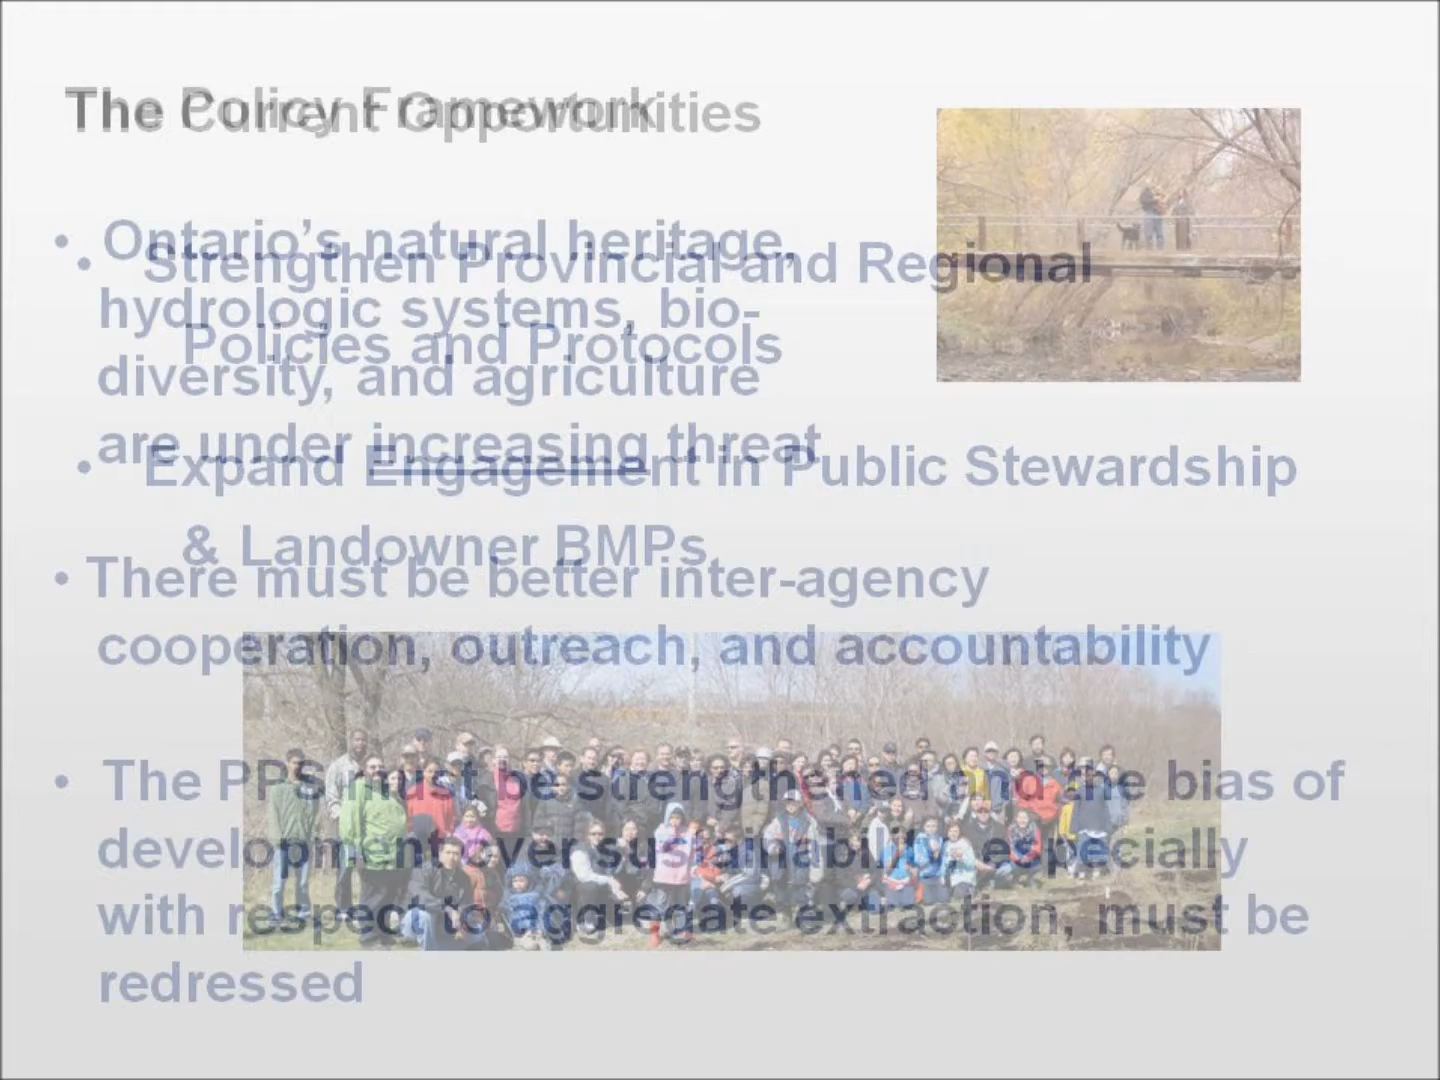 The Policy Framework
• Ontario's natural heritage,
hydrologic systems, bio-
diversity, and agriculture
are under increasing threat
• There must be better inter-agency
cooperation, outreach, and accountability
• The PPS must be strengthened and the bias of
development over sustainability, especially
with respect to aggregate extraction, must be
redressed
The Current Opportunities
• Strengthen Provincial and Regional
Policies and Protocols
• Expand Engagement in Public Stewardship
& Landowner BMPs